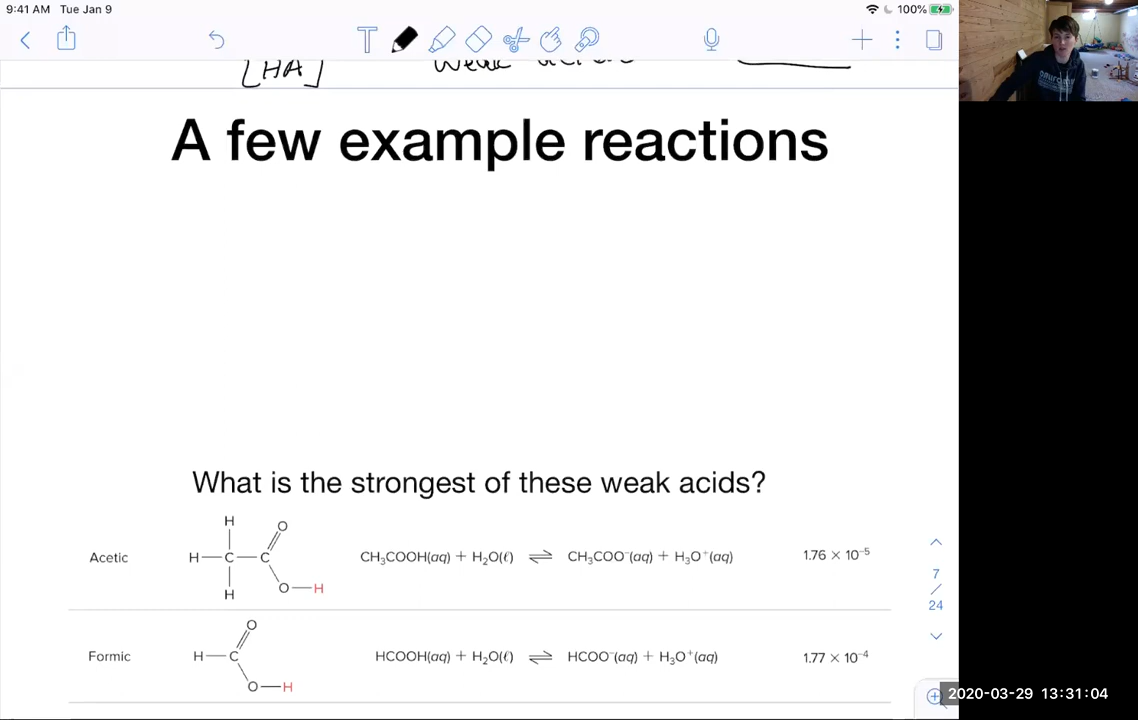 9:41 AM Tue Jan 9
100%
[HA]
A few example reactions
What is the strongest of these weak acids?
H
O
Acetic
H—C—C
CH₃COOH(aq) + H₂O(ℓ) ⇌ CH₃COO⁻(aq) + H₃O⁺(aq)
1.76 × 10⁻⁵
H
O—H
O
Formic
H—C
HCOOH(aq) + H₂O(ℓ) ⇌ HCOO⁻(aq) + H₃O⁺(aq)
1.77 × 10⁻⁴
O—H
7
/
24
2020-03-29 13:31:04